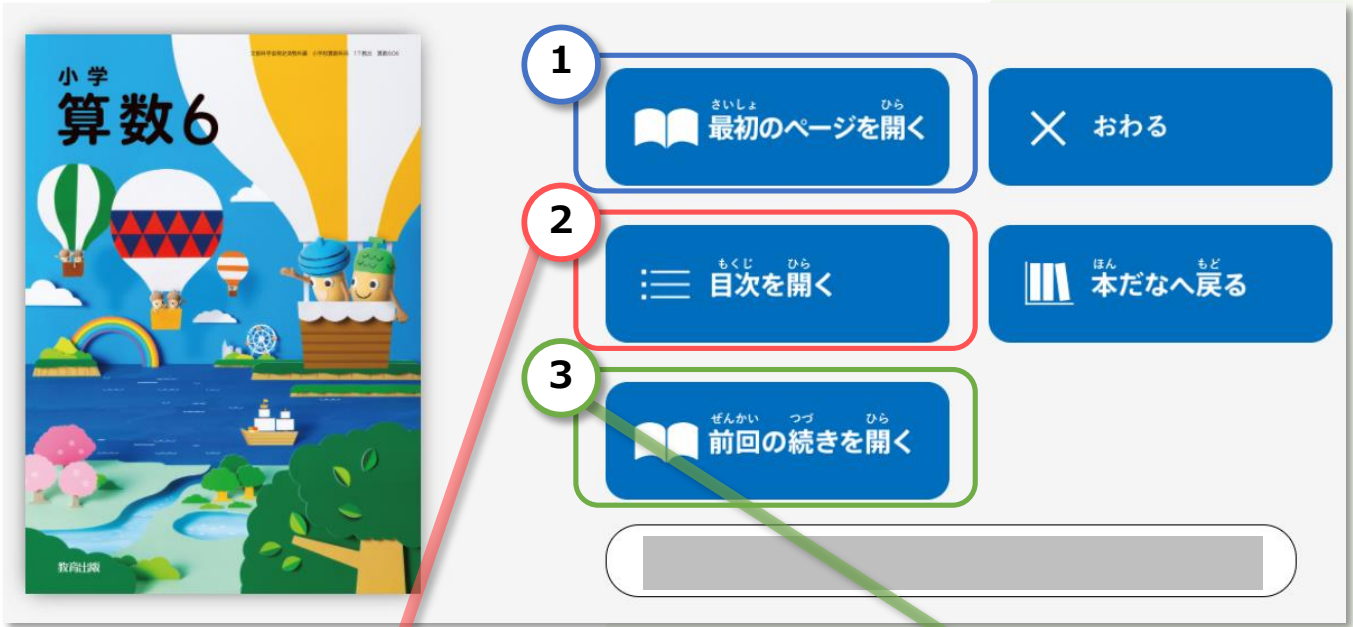 小学
算数6
教育出版
1
さいしょ ひら
最初のページを開く
おわる
2
もくじ ひら
目次を開く
ほん もど
本だなへ戻る
3
ぜんかい つづ ひら
前回の続きを開く